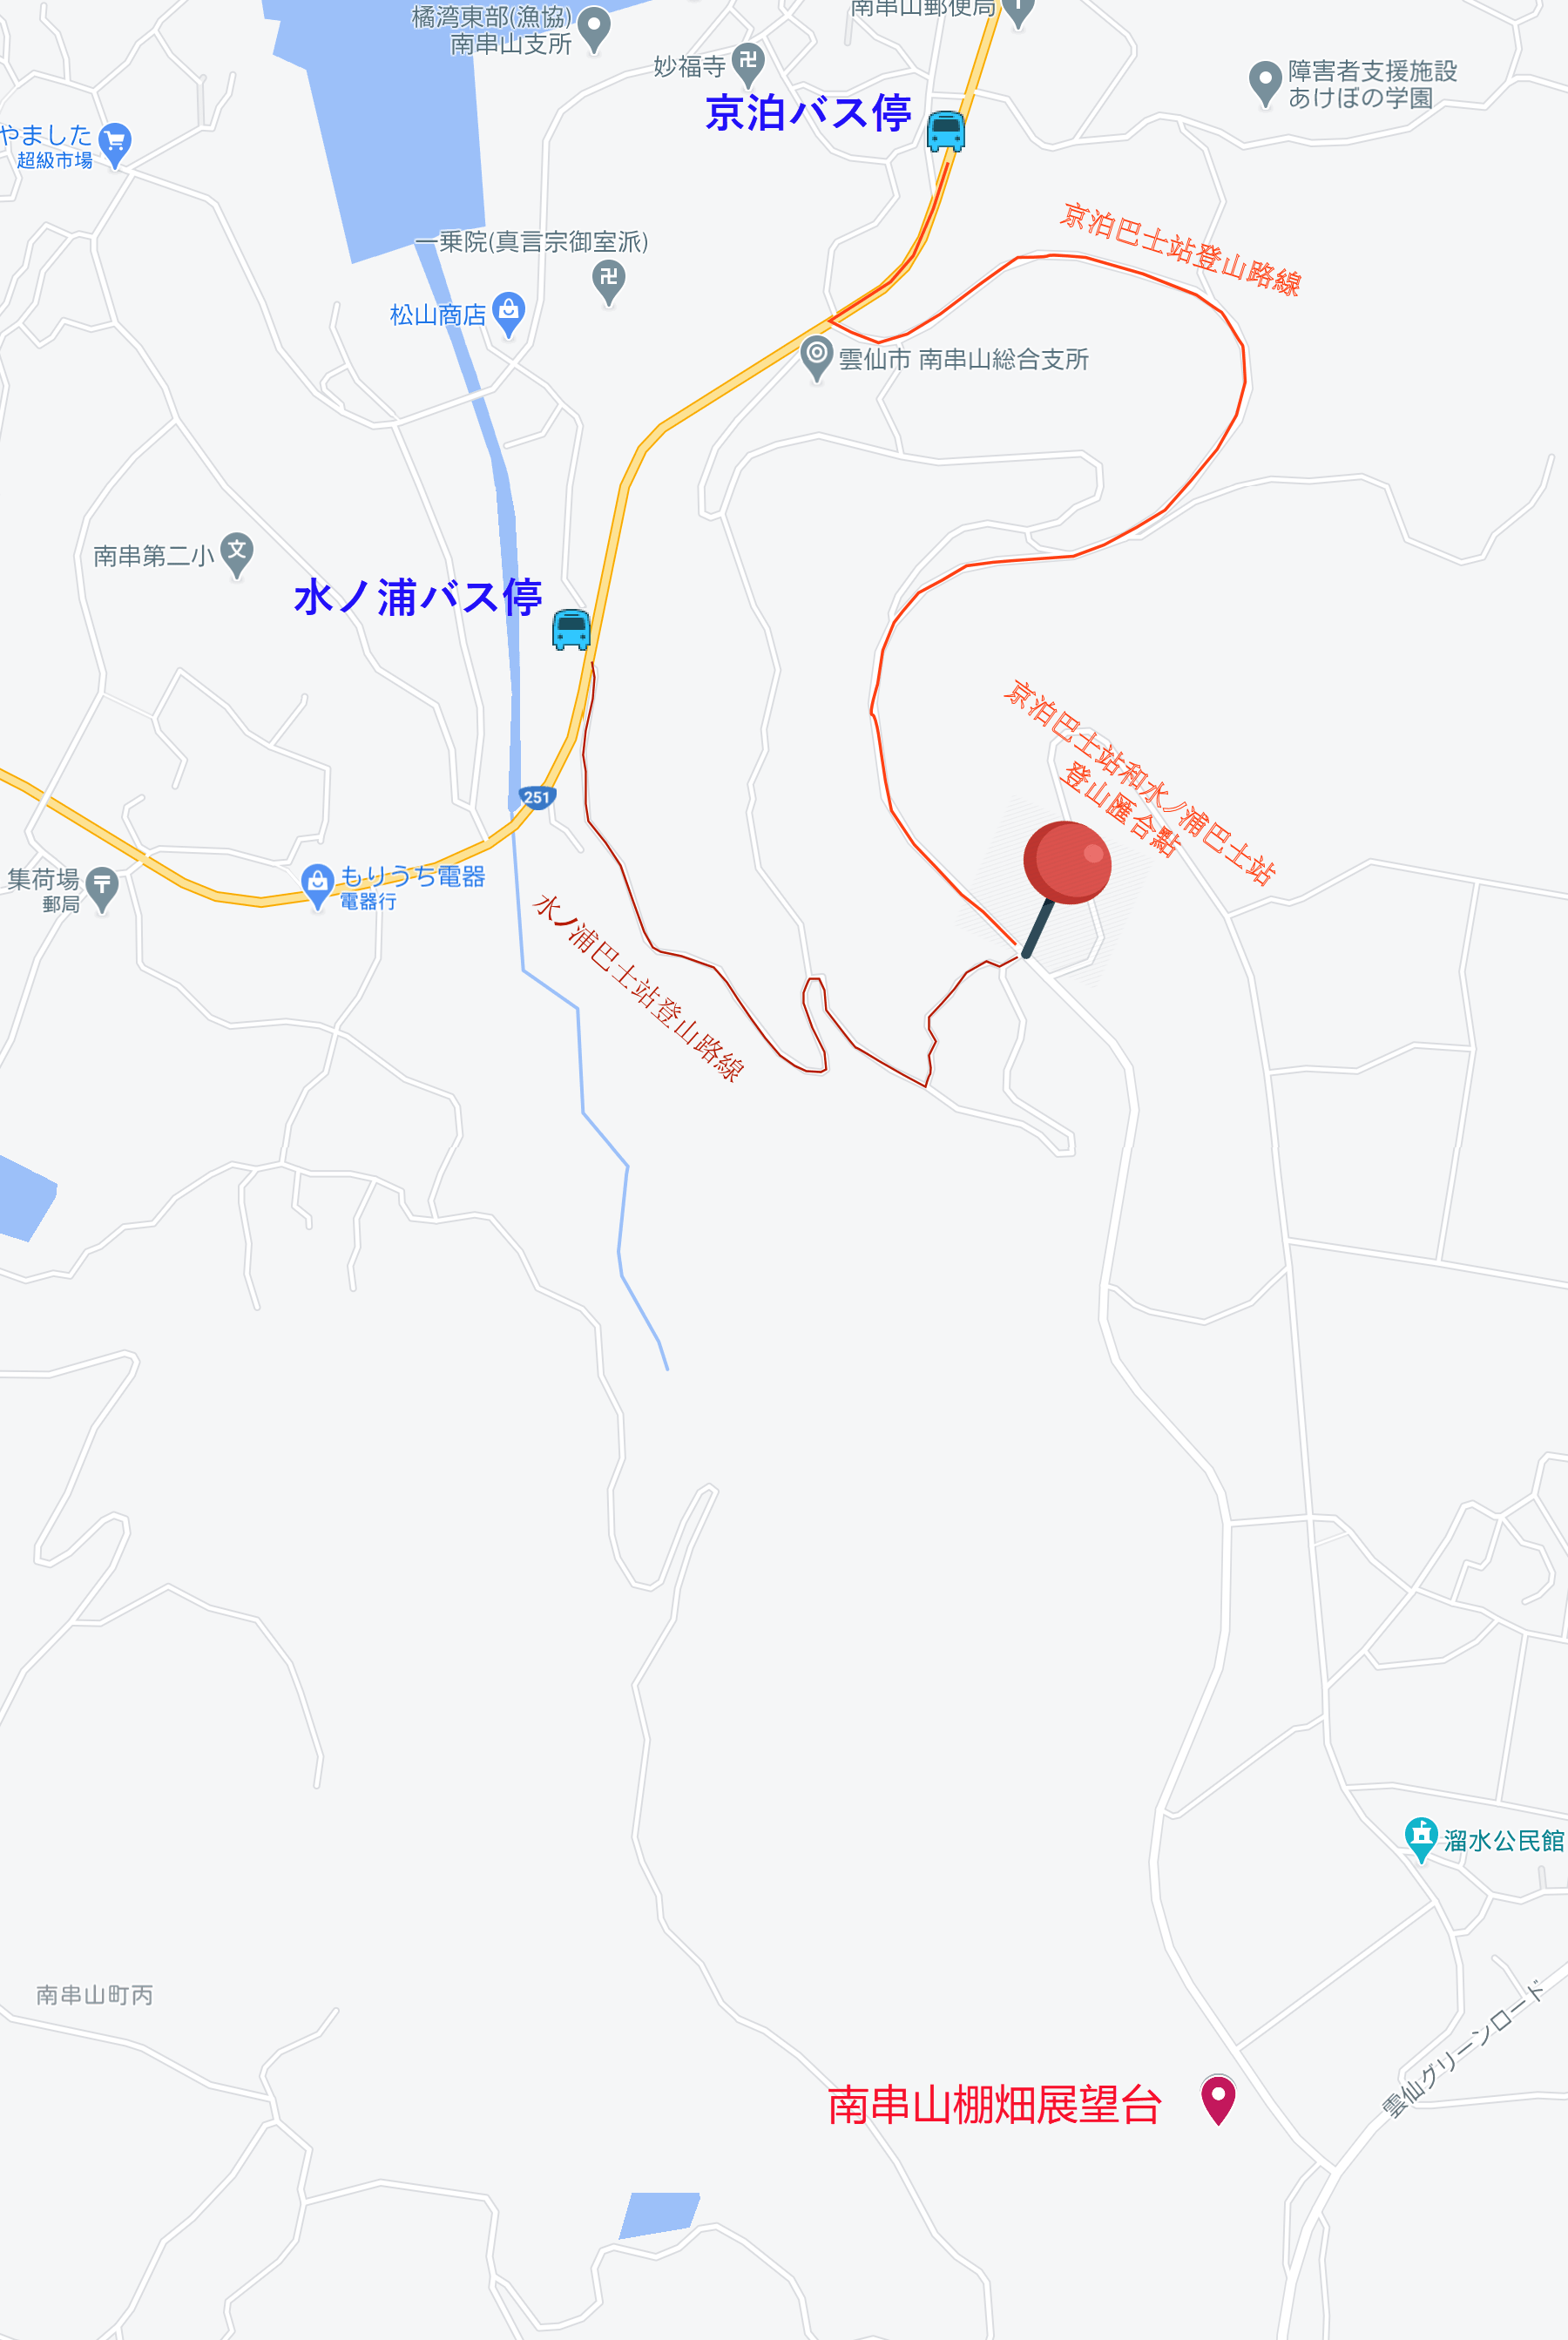 南串山郵便局
橘湾東部(漁協)
南串山支所
妙福寺
障害者支援施設
あけぼの学園
京泊バス停
やました
超級市場
京泊巴士站登山路線
一乗院(真言宗御室派)
松山商店
雲仙市 南串山総合支所
南串第二小
水ノ浦バス停
京泊巴士站和水ノ浦巴士站
登山匯合點
251
集荷場
郵局
もりうち電器
電器行
水ノ浦巴士站登山路線
溜水公民館
南串山町丙
雲仙グリーンロード
南串山棚畑展望台